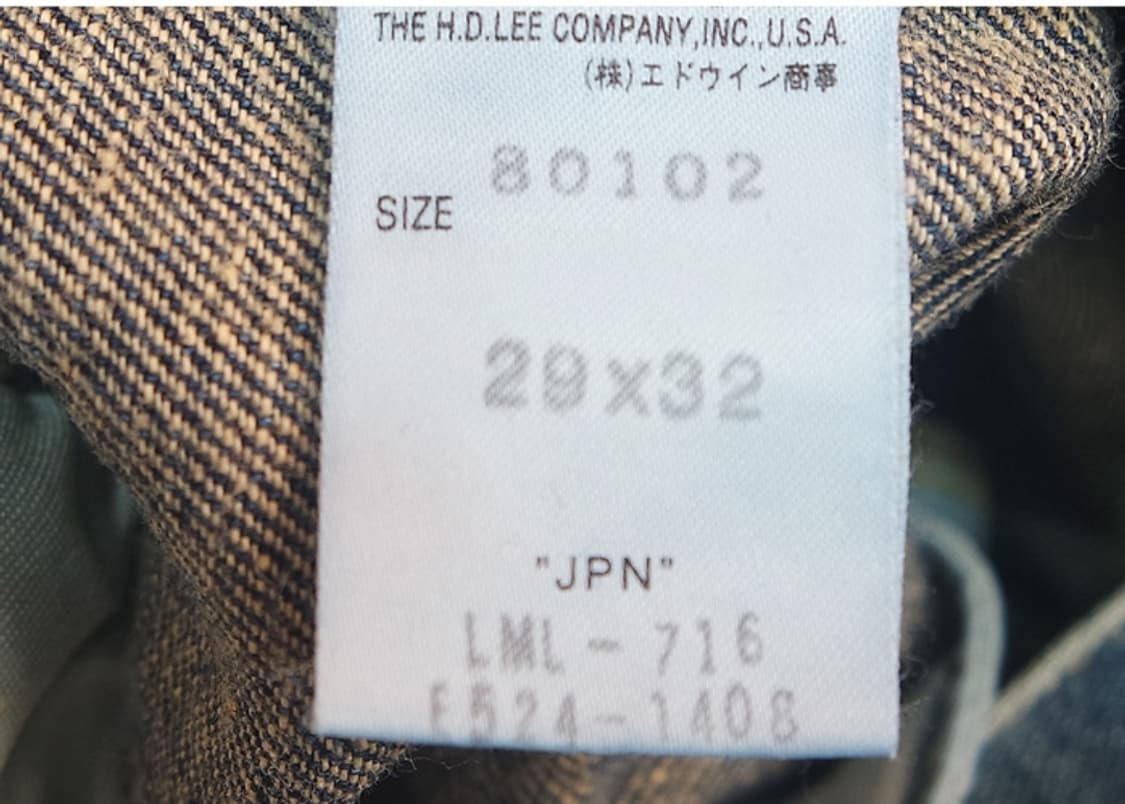 THE H.D.LEE COMPANY,INC.,U.S.A.
(株)エドウイン商事
80102
SIZE
29x32
"JPN"
LML-716